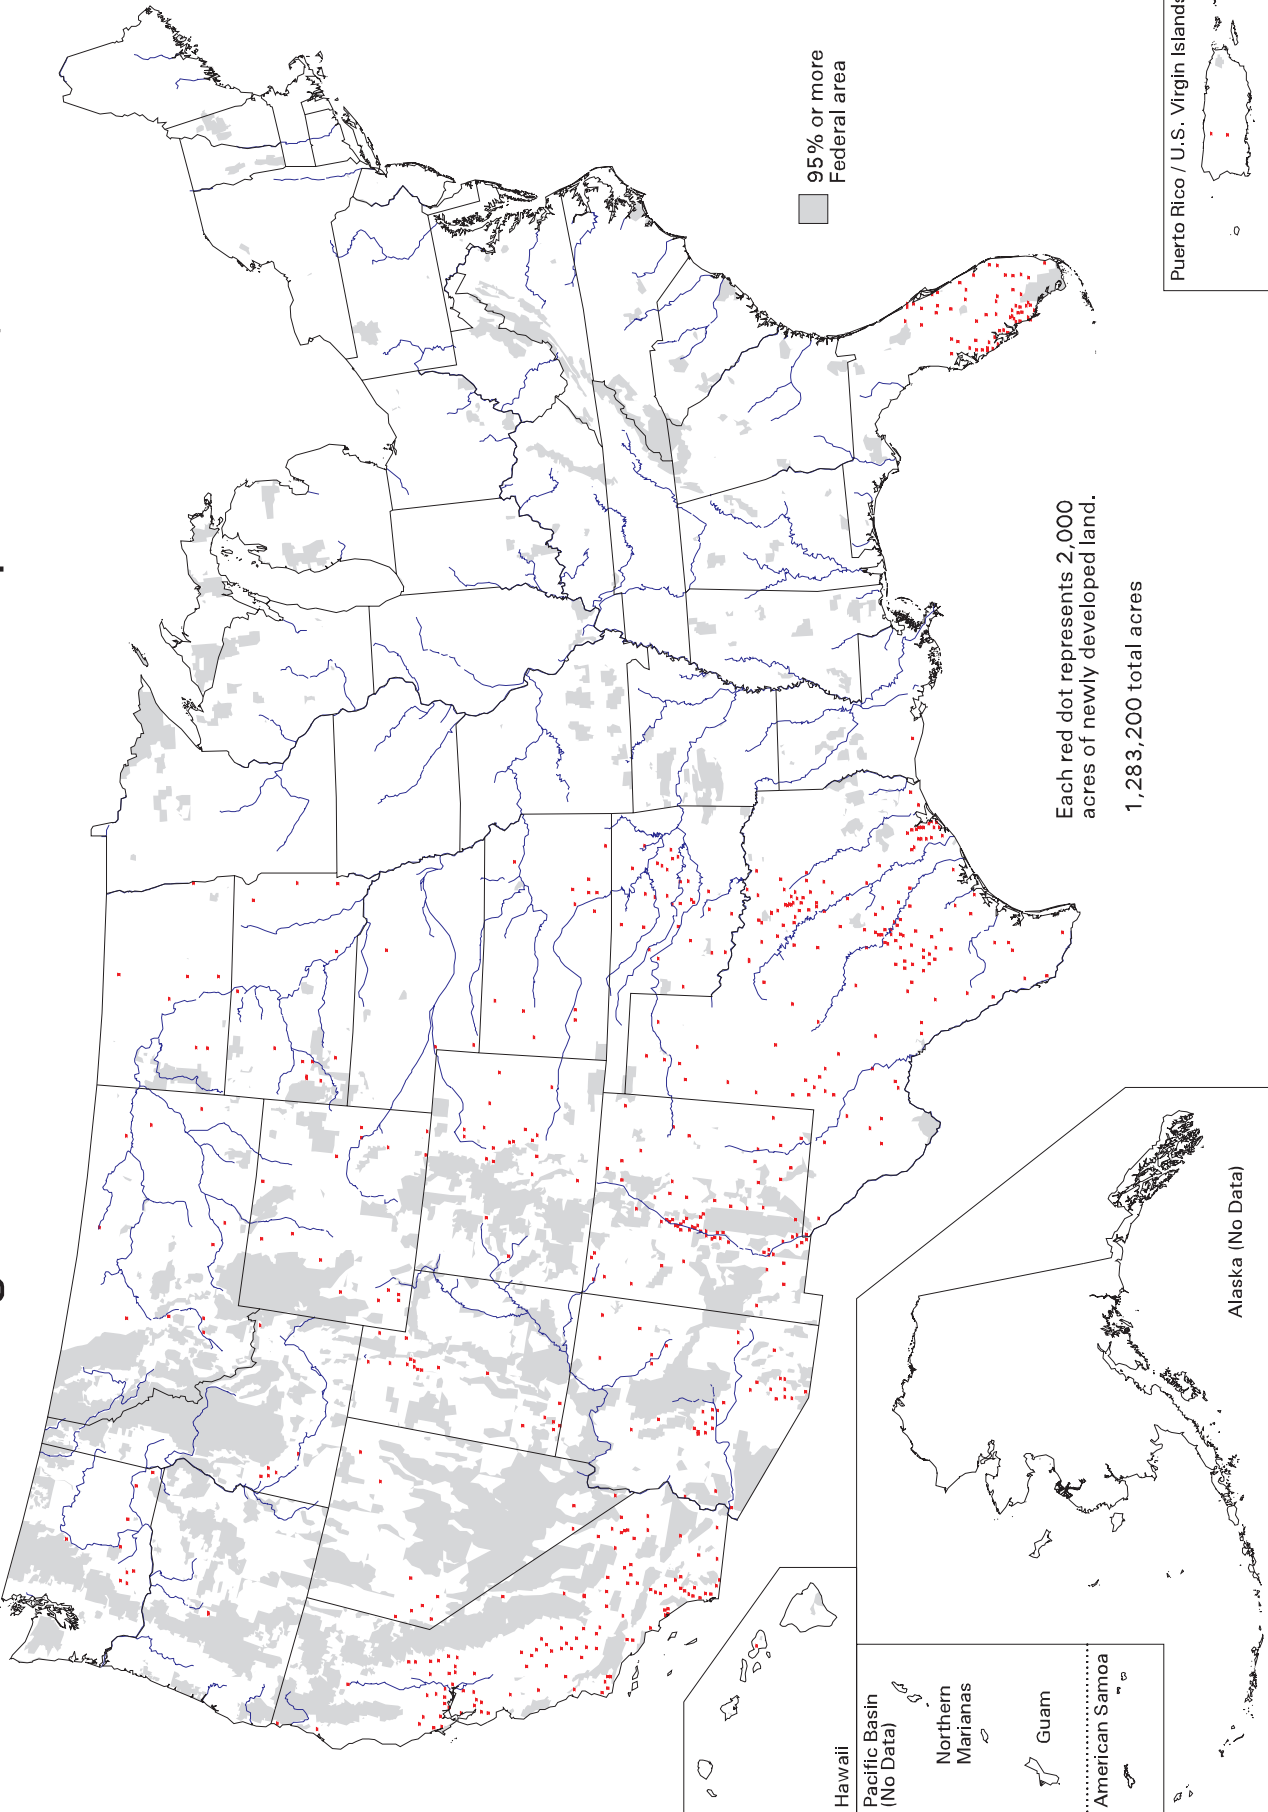 95% or more
Federal area
Each red dot represents 2,000
acres of newly developed land.
1,283,200 total acres
Puerto Rico / U.S. Virgin Islands
Alaska (No Data)
Hawaii
Pacific Basin
(No Data)
Northern
Marianas
Guam
American Samoa